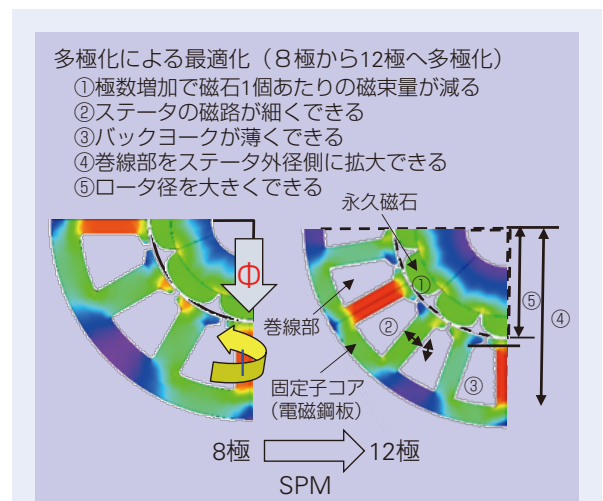 多極化による最適化（８極から12極へ多極化）
①極数増加で磁石1個あたりの磁束量が減る
②ステータの磁路が細くできる
③バックヨークが薄くできる
④巻線部をステータ外径側に拡大できる
⑤ロータ径を大きくできる
永久磁石
Φ
I
巻線部
固定子コア
（電磁鋼板）
①
②
③
⑤
④
8極
12極
SPM